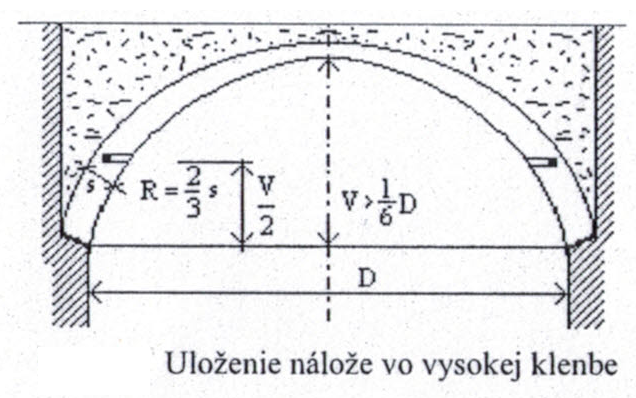 s
R = 2/3 s
V/2
V > 1/6 D
D
Uloženie nálože vo vysokej klenbe